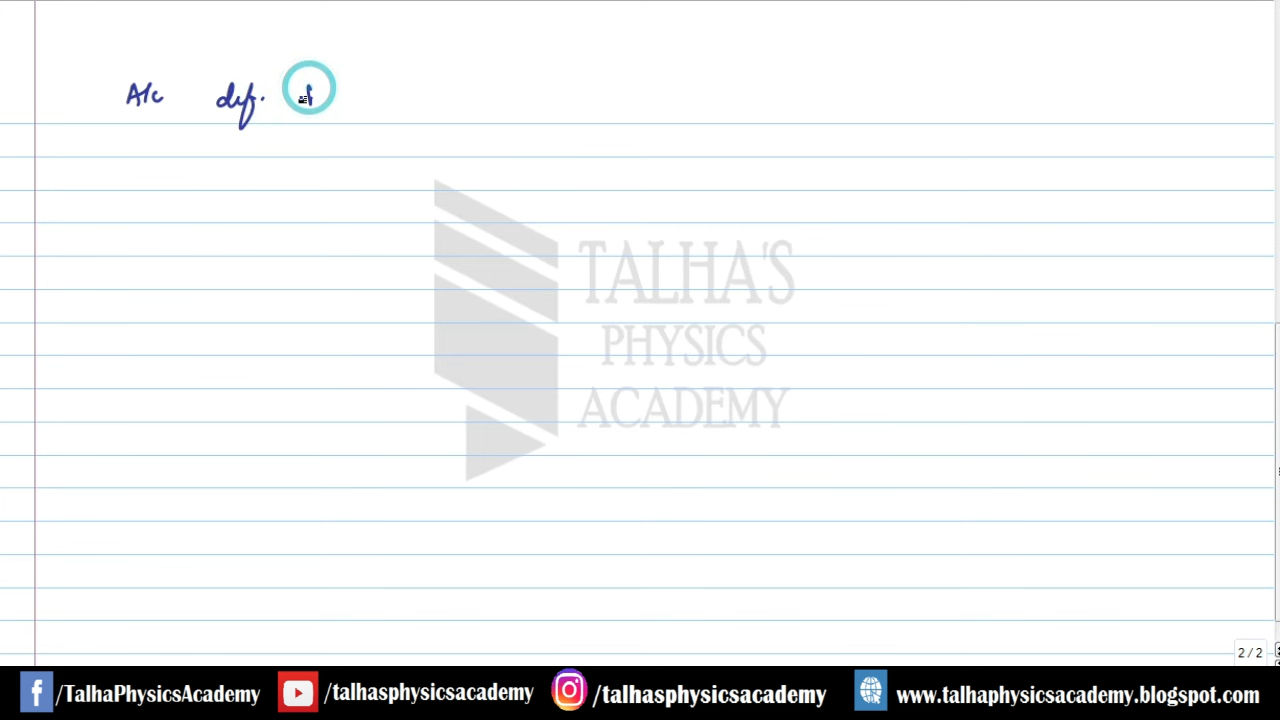 A/c def.
TALHA'S
PHYSICS
ACADEMY
2 / 2
/TalhaPhysicsAcademy /talhasphysicsacademy /talhasphysicsacademy www.talhaphysicsacademy.blogspot.com